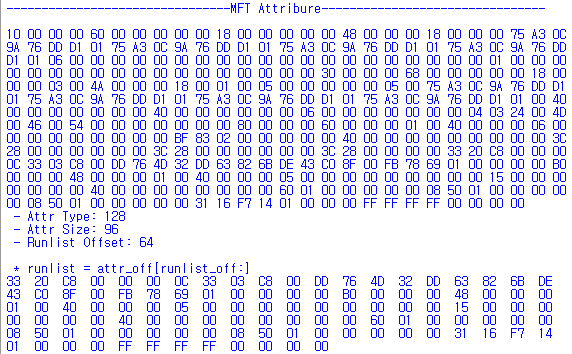 --------------------------------MFT Attribure--------------------------------
10 00 00 00 60 00 00 00 00 00 18 00 00 00 00 00 48 00 00 00 18 00 00 00 75 A3 0C
9A 76 DD D1 01 75 A3 0C 9A 76 DD D1 01 75 A3 0C 9A 76 DD D1 01 75 A3 0C 9A 76 DD
D1 01 06 00 00 00 00 00 00 00 00 00 00 00 00 00 00 00 00 00 00 00 00 01 00 00 00
00 00 00 00 00 00 00 00 00 00 00 00 00 00 00 30 00 00 00 68 00 00 00 00 00 18 00
00 00 03 00 4A 00 00 00 18 00 01 00 05 00 00 00 00 00 05 00 75 A3 0C 9A 76 DD D1
01 75 A3 0C 9A 76 DD D1 01 75 A3 0C 9A 76 DD D1 01 75 A3 0C 9A 76 DD D1 01 00 40
00 00 00 00 00 00 00 40 00 00 00 00 00 00 06 00 00 00 00 00 00 00 04 03 24 00 4D
00 46 00 54 00 00 00 00 00 00 00 80 00 00 00 60 00 00 00 01 00 40 00 00 00 06 00
00 00 00 00 00 00 00 00 BF 83 02 00 00 00 00 00 40 00 00 00 00 00 00 00 00 00 3C
28 00 00 00 00 00 00 3C 28 00 00 00 00 00 00 3C 28 00 00 00 00 33 20 C8 00 00 00
0C 33 03 C8 00 DD 76 4D 32 DD 63 82 6B DE 43 C0 8F 00 FB 78 69 01 00 00 00 00 B0
00 00 00 48 00 00 00 01 00 40 00 00 00 05 00 00 00 00 00 00 00 00 00 15 00 00 00
00 00 00 00 40 00 00 00 00 00 00 00 00 60 01 00 00 00 00 00 00 08 50 01 00 00 00
00 00 08 50 01 00 00 00 00 31 16 F7 14 01 00 00 00 FF FF FF FF 00 00 00 00
- Attr Type: 128
- Attr Size: 96
- Runlist Offset: 64
* runlist = attr_off[runlist_off:]
33 20 C8 00 00 00 0C 33 03 C8 00 DD 76 4D 32 DD 63 82 6B DE
43 C0 8F 00 FB 78 69 01 00 00 00 00 B0 00 00 00 48 00 00 00
01 00 40 00 00 00 05 00 00 00 00 00 00 00 00 00 15 00 00 00
00 00 00 00 40 00 00 00 00 00 00 00 00 60 01 00 00 00 00 00
00 08 50 01 00 00 00 00 00 08 50 01 00 00 00 00 31 16 F7 14
01 00 00 00 FF FF FF FF 00 00 00 00